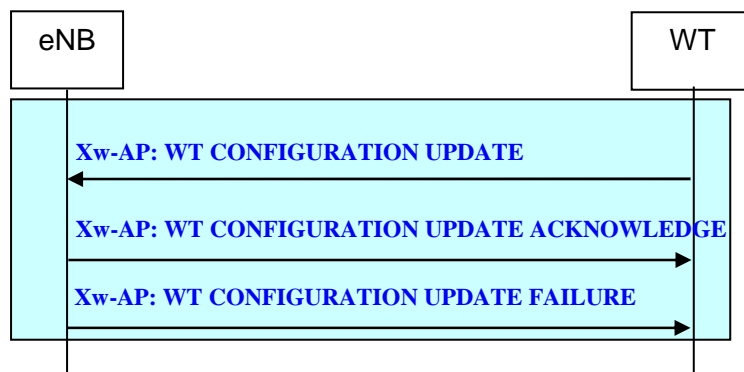 eNB
WT
Xw-AP: WT CONFIGURATION UPDATE
Xw-AP: WT CONFIGURATION UPDATE ACKNOWLEDGE
Xw-AP: WT CONFIGURATION UPDATE FAILURE